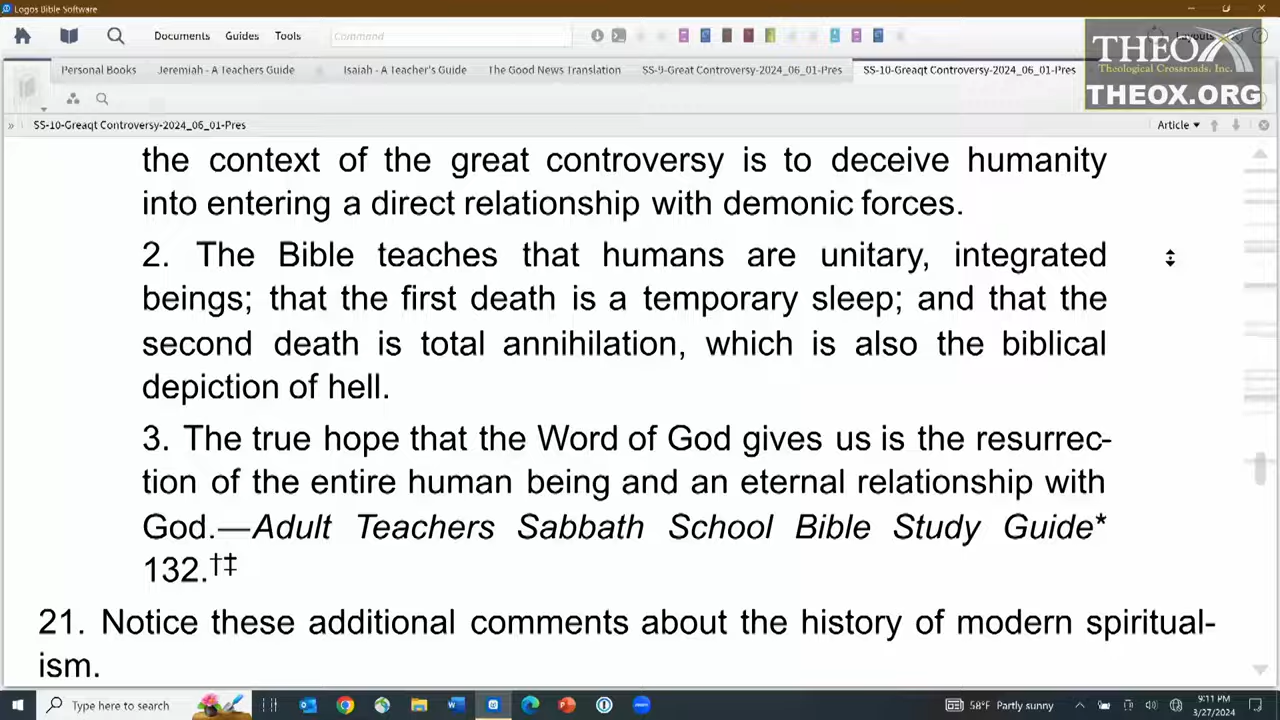 Logos Bible Software
Documents Guides Tools Command Layouts
THEOX
Theological Crossroads, Inc.
THEOX.ORG
Personal Books Jeremiah - A Teachers Guide Isaiah - A The Good News Translation SS-9-Great Controversy-2024_06_01-Pres SS-10-Greaqt Controversy-2024_06_01-Pres
» SS-10-Greaqt Controversy-2024_06_01-Pres Article
the context of the great controversy is to deceive humanity
into entering a direct relationship with demonic forces.
2. The Bible teaches that humans are unitary, integrated
beings; that the first death is a temporary sleep; and that the
second death is total annihilation, which is also the biblical
depiction of hell.
3. The true hope that the Word of God gives us is the resurrec-
tion of the entire human being and an eternal relationship with
God.—Adult Teachers Sabbath School Bible Study Guide*
132.†‡
21. Notice these additional comments about the history of modern spiritual-
ism.
Type here to search
58°F Partly sunny
9:11 PM
3/27/2024